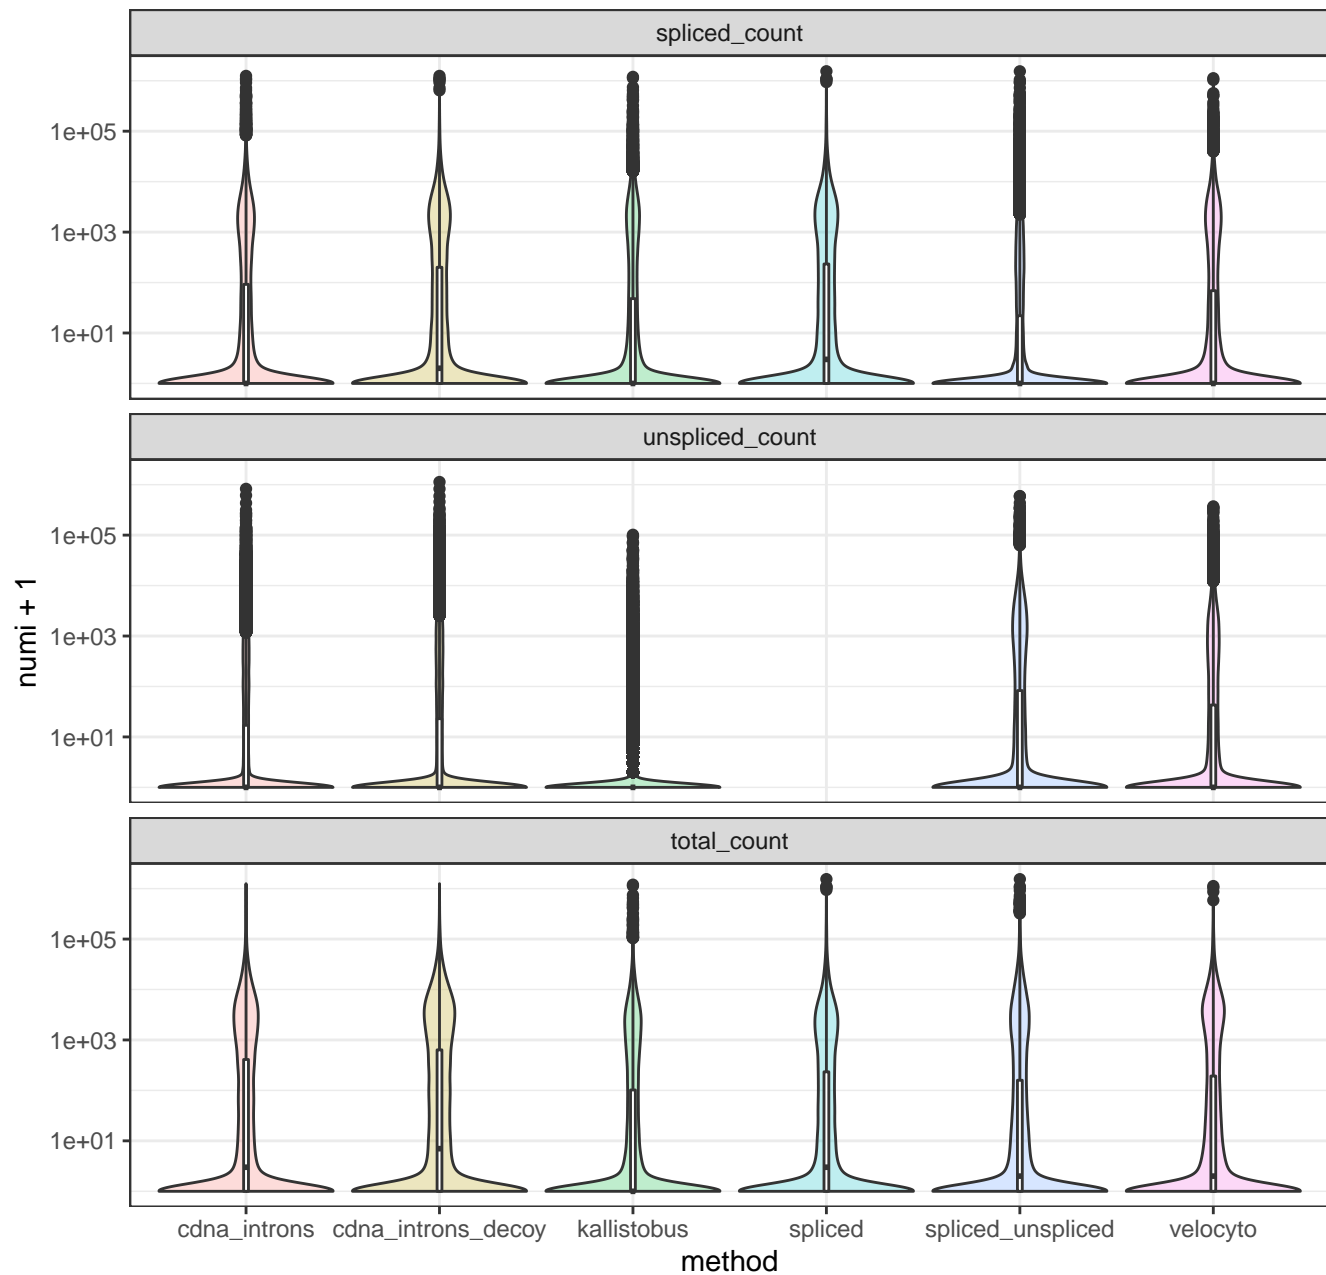 spliced_count
1e+05
1e+03
1e+01
unspliced_count
1e+05
1e+03
1e+01
numi + 1
total_count
1e+05
1e+03
1e+01
cdna_introns cdna_introns_decoy kallistobus spliced spliced_unspliced velocyto
method